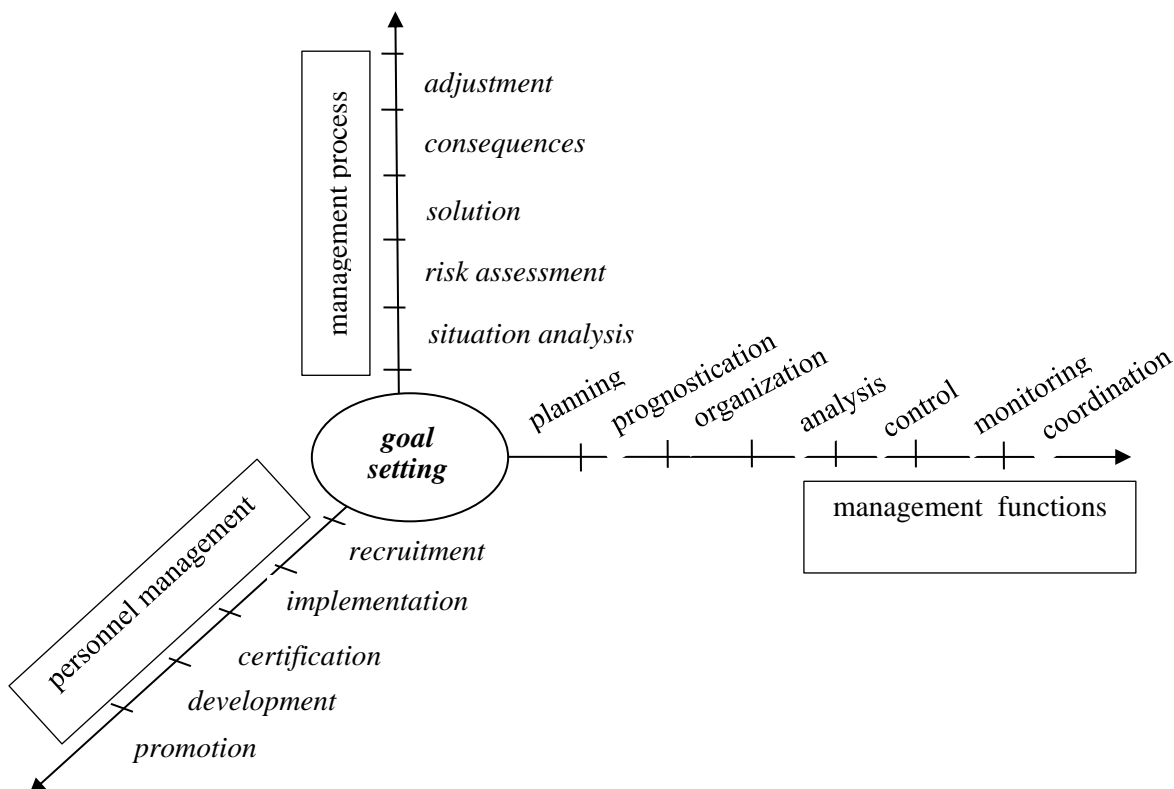 management process
adjustment
consequences
solution
risk assessment
situation analysis
goal
setting
planning
prognostication
organization
analysis
control
monitoring
coordination
management functions
personnel management
recruitment
implementation
certification
development
promotion